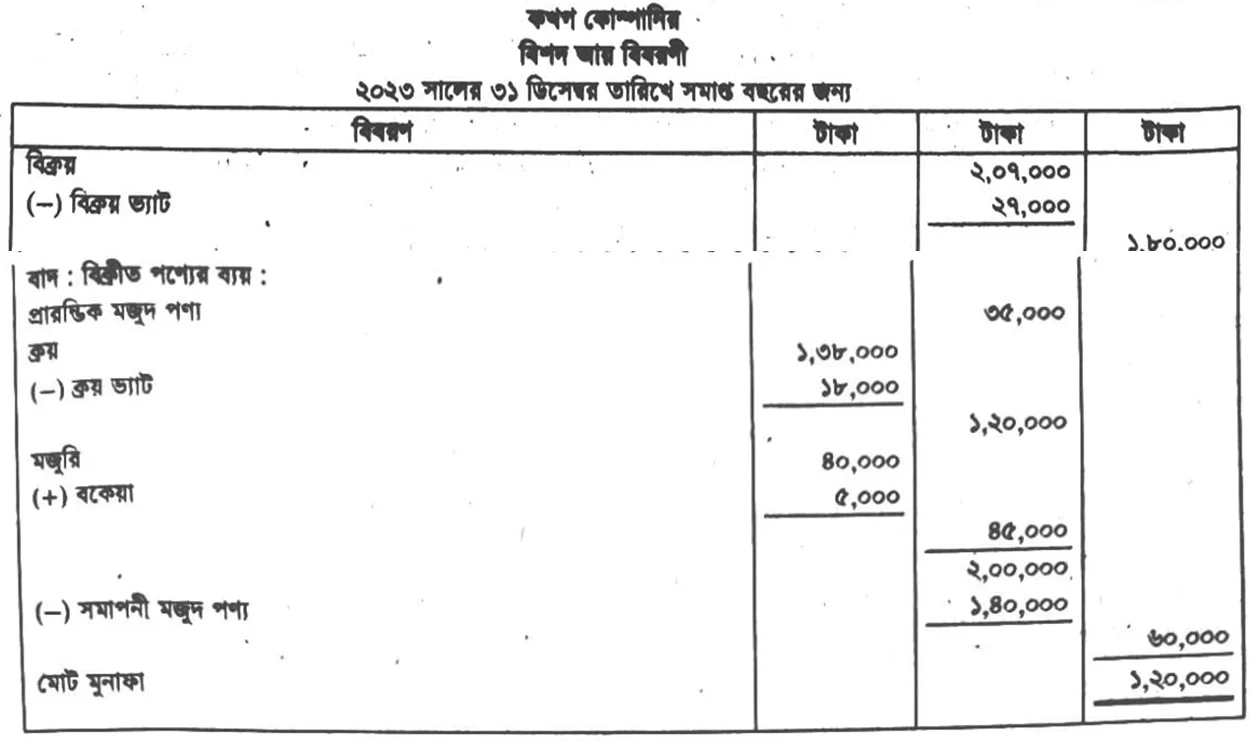 কখগ কোম্পানির
বিশদ আয় বিবরণী
২০২৩ সালের ৩১ ডিসেম্বর তারিখে সমাপ্ত বছরের জন্য
বিবরণ টাকা টাকা টাকা
বিক্রয় ২,০৭,০০০
(–) বিক্রয় ভ্যাট ২৭,০০০
১,৮০,০০০
বাদ : বিক্রীত পণ্যের ব্যয় :
প্রারম্ভিক মজুদ পণ্য ৩৫,০০০
ক্রয় ১,৩৮,০০০
(–) ক্রয় ভ্যাট ১৮,০০০
১,২০,০০০
মজুরি ৪০,০০০
(+) বকেয়া ৫,০০০
৪৫,০০০
২,০০,০০০
(–) সমাপনী মজুদ পণ্য ১,৪০,০০০
৬০,০০০
মোট মুনাফা ১,২০,০০০